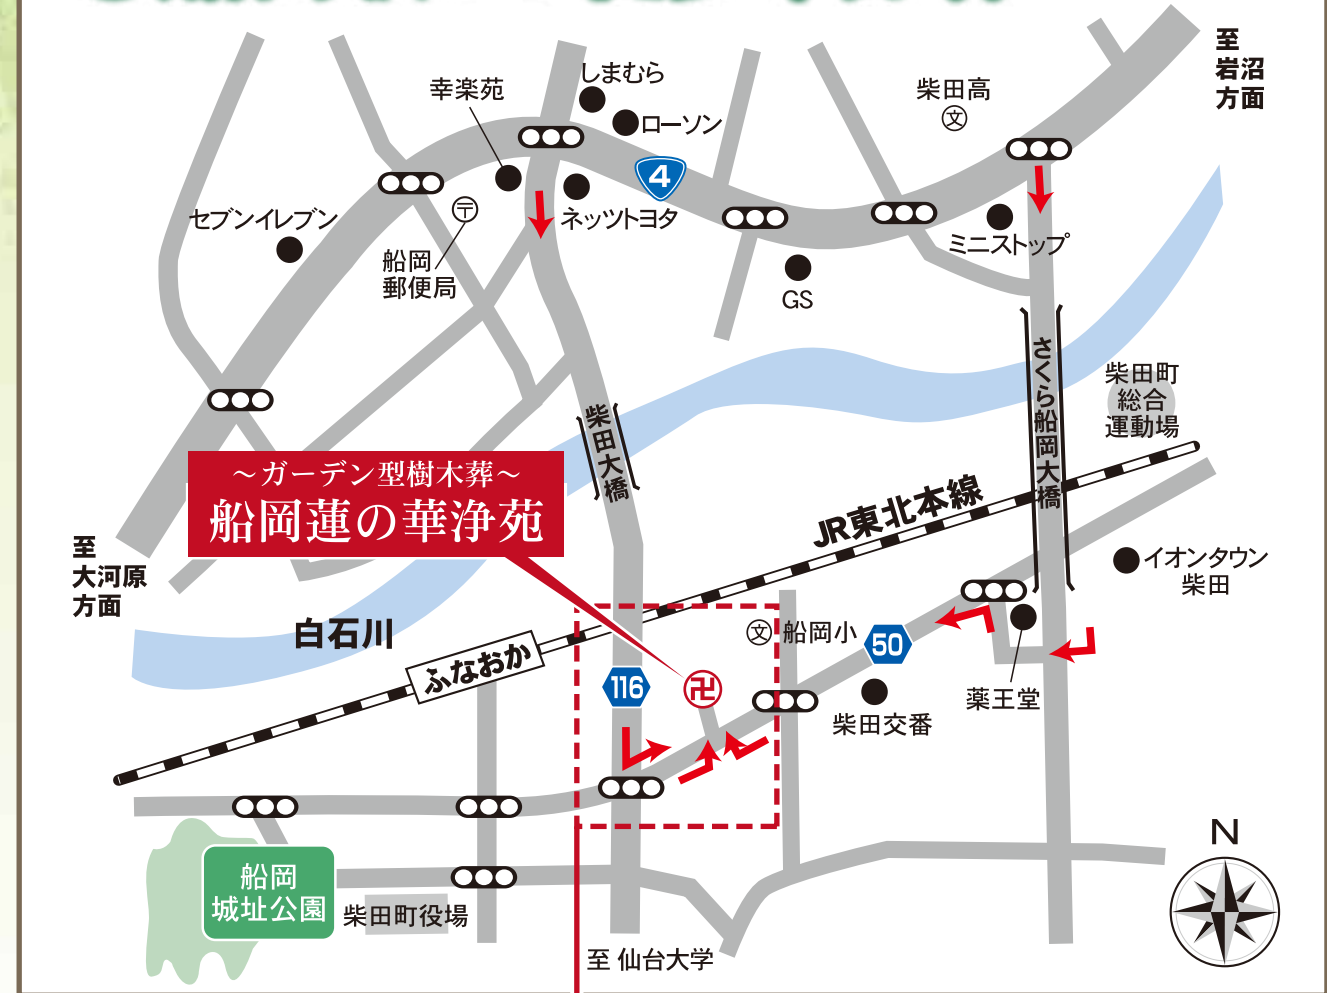 至
岩沼
方面
しまむら
幸楽苑
柴田高
文
ローソン
4
セブンイレブン
〒
ネッツトヨタ
ミニストップ
船岡
郵便局
GS
さくら船岡大橋
柴田町
総合
運動場
柴田大橋
~ガーデン型樹木葬~
船岡蓮の華浄苑
JR東北本線
至
大河原
方面
イオンタウン
柴田
白石川
文
船岡小
50
ふなおか
116
卍
薬王堂
柴田交番
N
船岡
城址公園
柴田町役場
至 仙台大学